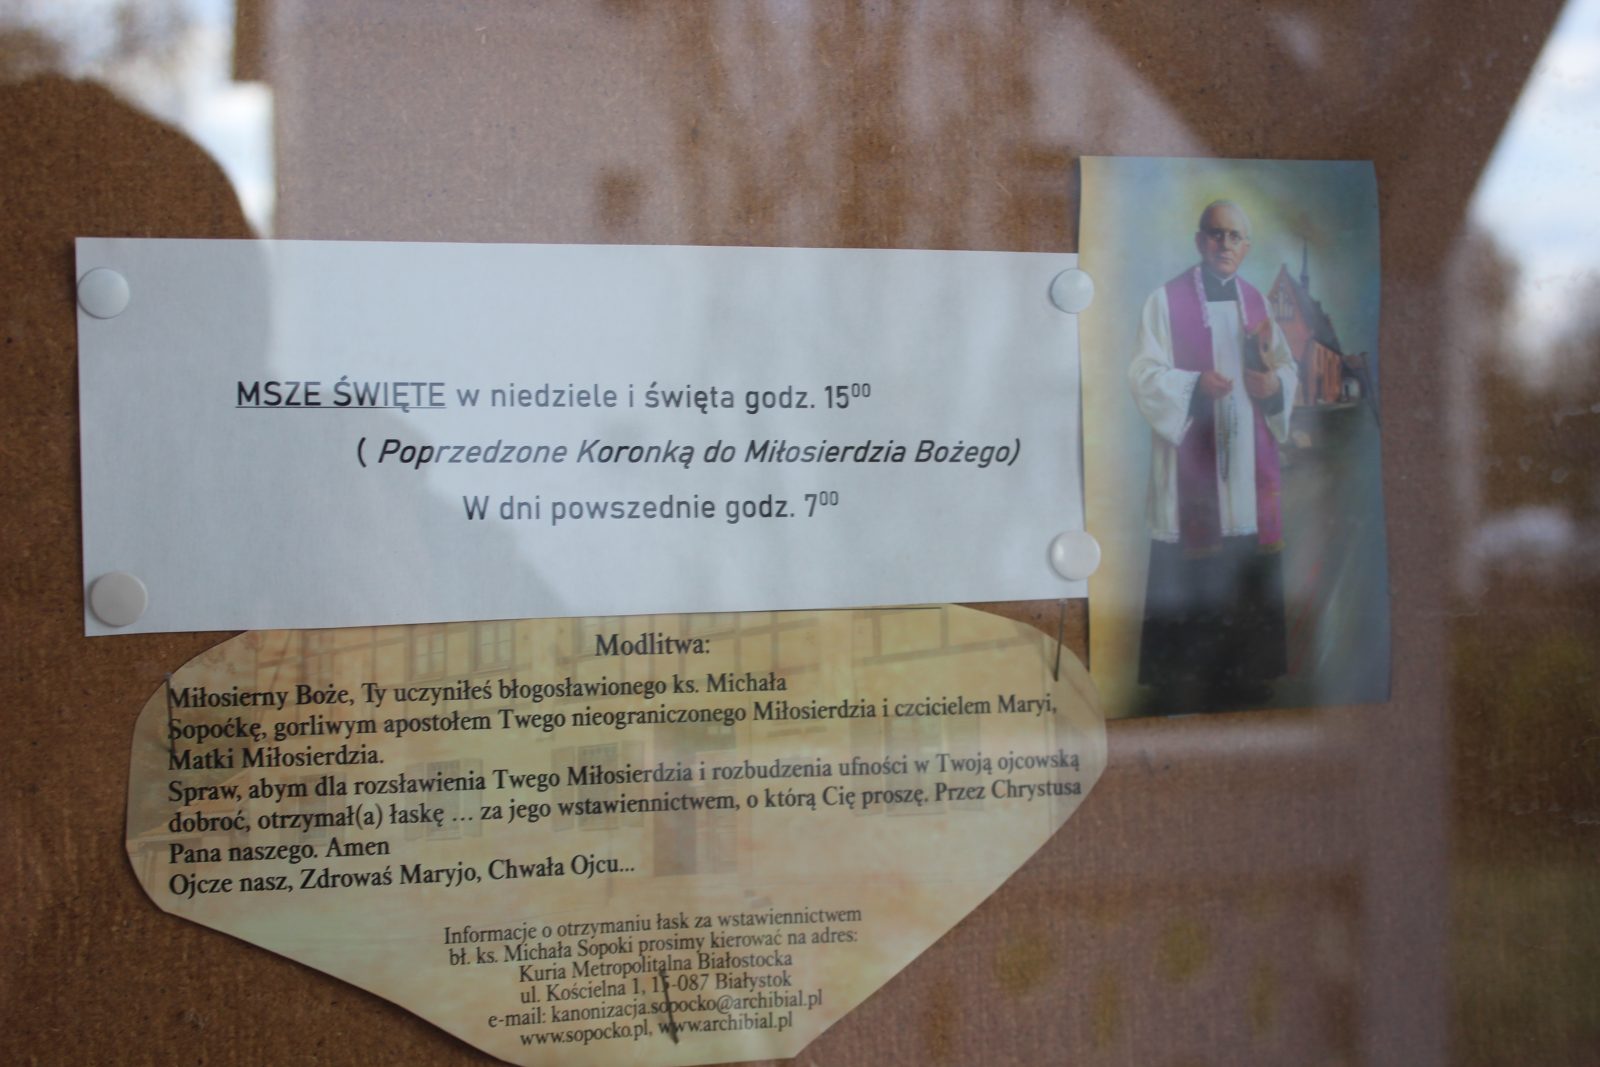 MSZE ŚWIĘTE w niedziele i święta godz. 15⁰⁰
( Poprzedzone Koronką do Miłosierdzia Bożego)
W dni powszednie godz. 7⁰⁰
Modlitwa:
Miłosierny Boże, Ty uczyniłeś błogosławionego ks. Michała
Sopoćkę, gorliwym apostołem Twego nieograniczonego Miłosierdzia i czcicielem Maryi,
Matki Miłosierdzia.
Spraw, abym dla rozsławienia Twego Miłosierdzia i rozbudzenia ufności w Twoją ojcowską
dobroć, otrzymał(a) łaskę ... za jego wstawiennictwem, o którą Cię proszę. Przez Chrystusa
Pana naszego. Amen
Ojcze nasz, Zdrowaś Maryjo, Chwała Ojcu...
Informacje o otrzymaniu łask za wstawiennictwem
bł. ks. Michała Sopoki prosimy kierować na adres:
Kuria Metropolitalna Białostocka
ul. Kościelna 1, 15-087 Białystok
e-mail: kanonizacja.sopocko@archibial.pl
www.sopocko.pl, www.archibial.pl